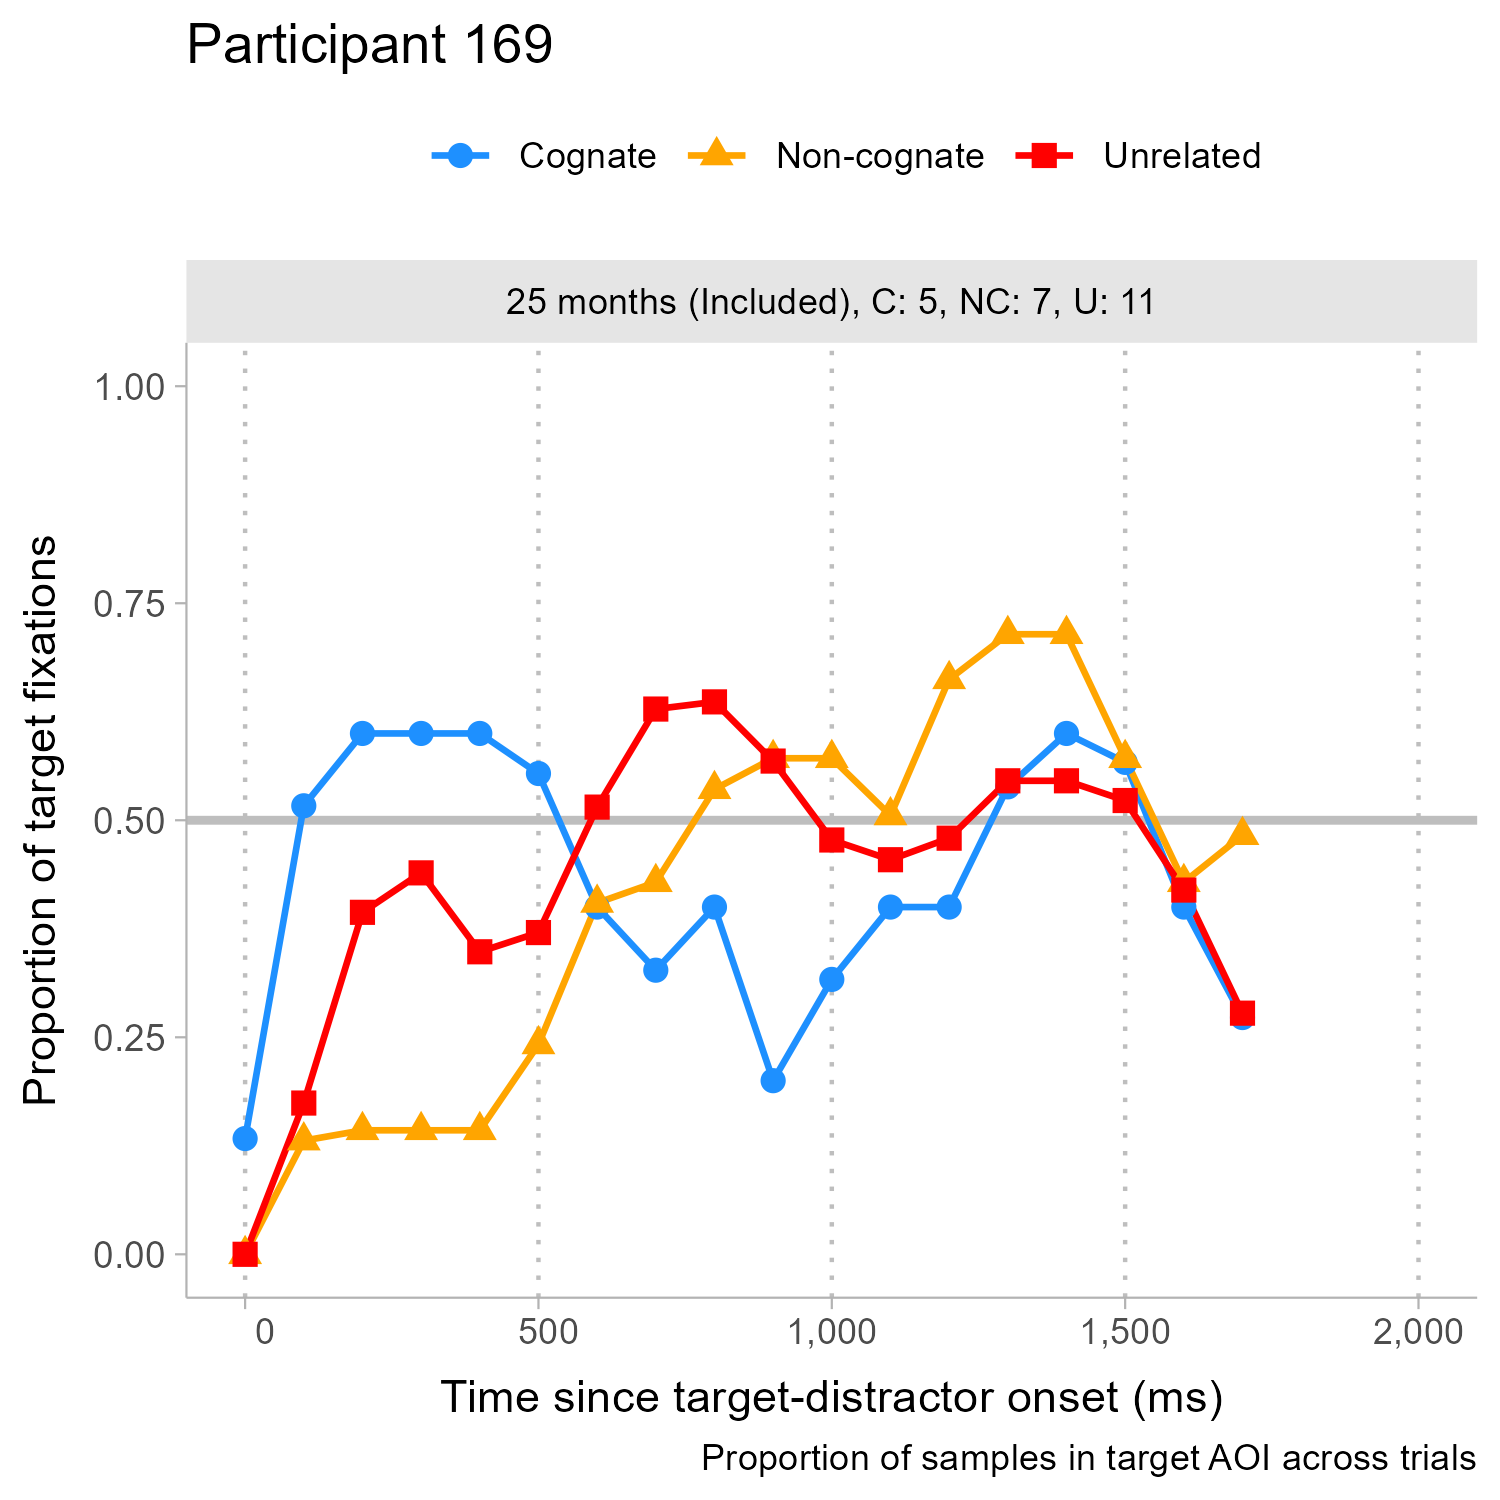 Participant 169
Cognate Non-cognate Unrelated
25 months (Included), C: 5, NC: 7, U: 11
1.00
0.75
0.50
0.25
0.00
Proportion of target fixations
0 500 1,000 1,500 2,000
Time since target-distractor onset (ms)
Proportion of samples in target AOI across trials